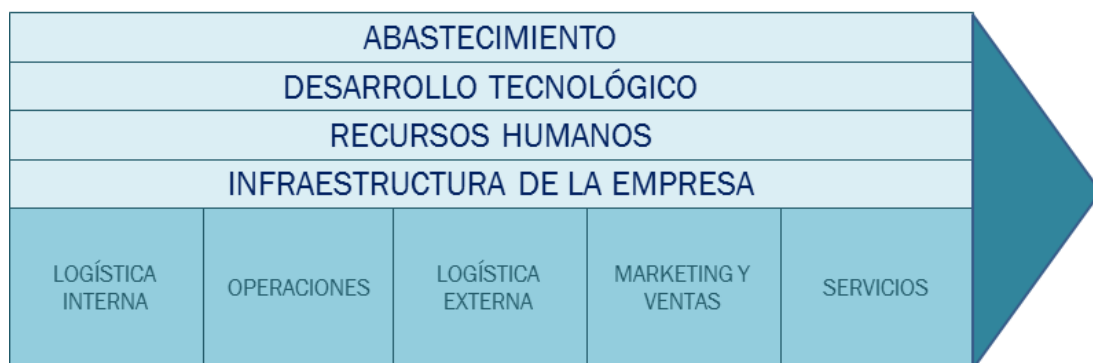 ABASTECIMIENTO
DESARROLLO TECNOLÓGICO
RECURSOS HUMANOS
INFRAESTRUCTURA DE LA EMPRESA
LOGÍSTICA
INTERNA
OPERACIONES
LOGÍSTICA
EXTERNA
MARKETING Y
VENTAS
SERVICIOS